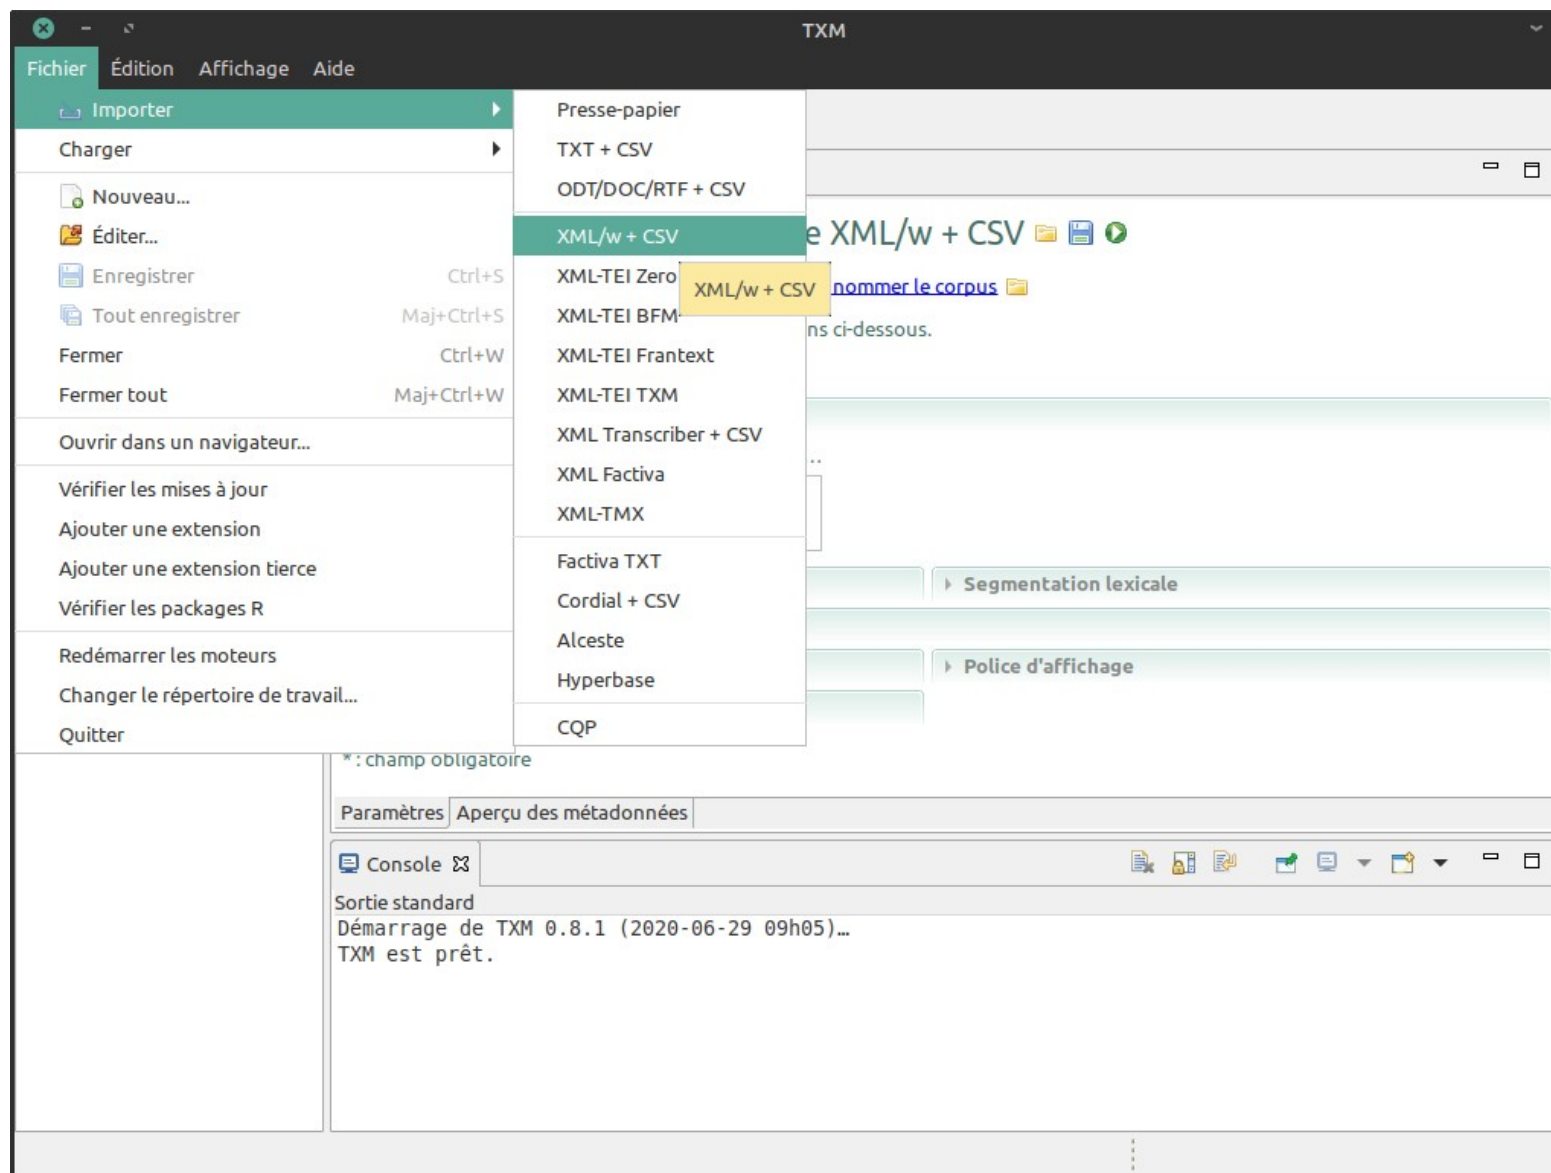 TXM
Fichier Édition Affichage Aide
Importer
Charger
Nouveau...
Éditer...
Enregistrer Ctrl+S
Tout enregistrer Maj+Ctrl+S
Fermer Ctrl+W
Fermer tout Maj+Ctrl+W
Ouvrir dans un navigateur...
Vérifier les mises à jour
Ajouter une extension
Ajouter une extension tierce
Vérifier les packages R
Redémarrer les moteurs
Changer le répertoire de travail...
Quitter
Presse-papier
TXT + CSV
ODT/DOC/RTF + CSV
XML/w + CSV
XML-TEI Zero
XML-TEI BFM
XML-TEI Frantext
XML-TEI TXM
XML Transcriber + CSV
XML Factiva
XML-TMX
Factiva TXT
Cordial + CSV
Alceste
Hyperbase
CQP
XML/w + CSV
e XML/w + CSV
nommer le corpus
ns ci-dessous.
...
Segmentation lexicale
Police d'affichage
* : champ obligatoire
Paramètres Aperçu des métadonnées
Console
Sortie standard
Démarrage de TXM 0.8.1 (2020-06-29 09h05)…
TXM est prêt.